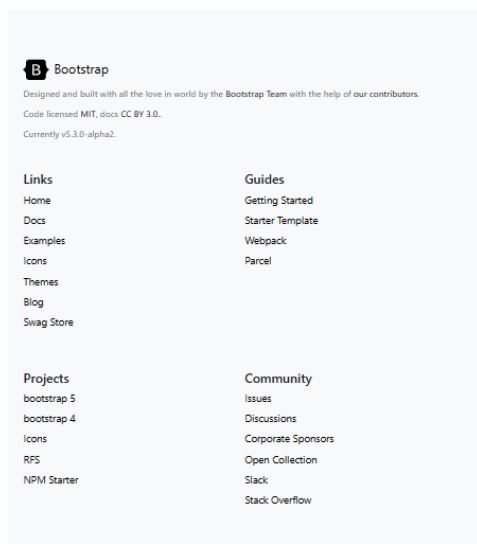 B Bootstrap
Designed and built with all the love in world by the Bootstrap Team with the help of our contributors.
Code licensed MIT, docs CC BY 3.0..
Currently v5.3.0-alpha2.
Links
Home
Docs
Examples
Icons
Themes
Blog
Swag Store
Guides
Getting Started
Starter Template
Webpack
Parcel
Projects
bootstrap 5
bootstrap 4
Icons
RFS
NPM Starter
Community
Issues
Discussions
Corporate Sponsors
Open Collection
Slack
Stack Overflow